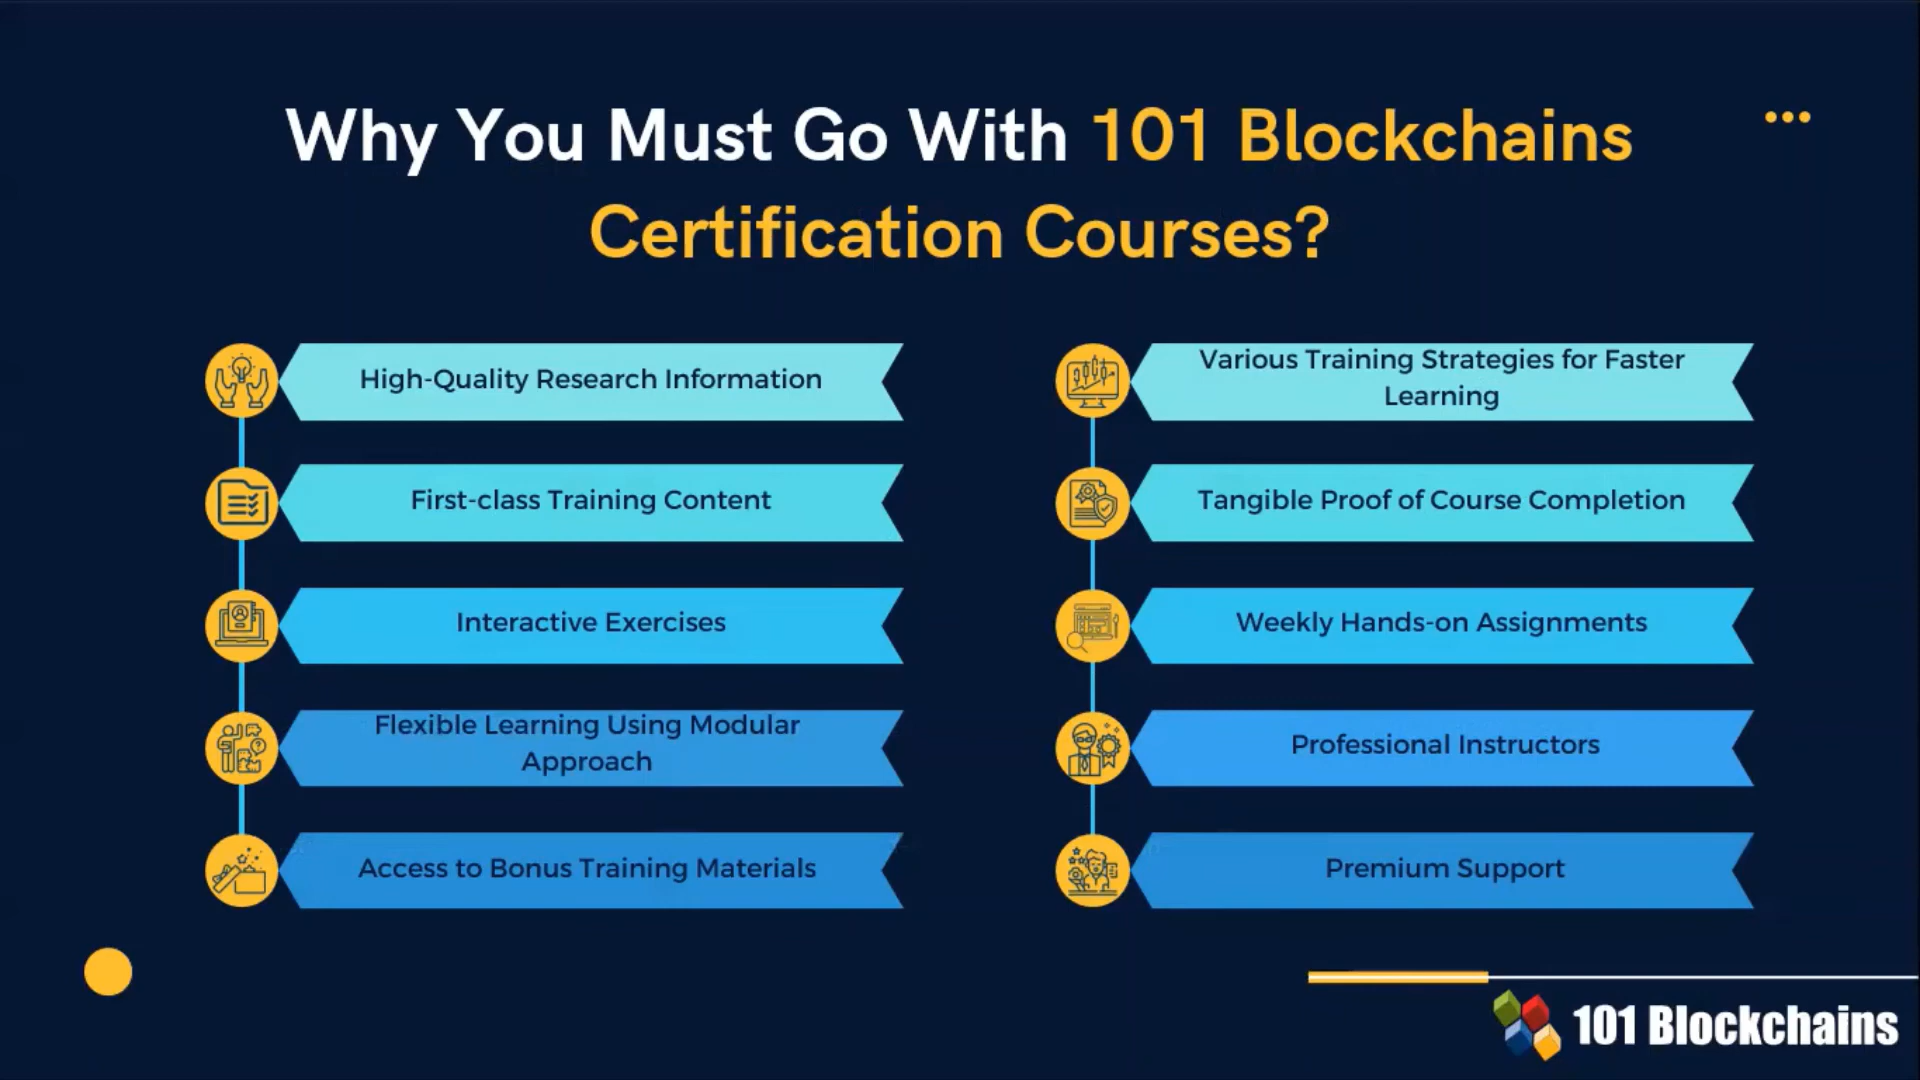 Why You Must Go With 101 Blockchains
Certification Courses?
High-Quality Research Information
First-class Training Content
Interactive Exercises
Flexible Learning Using Modular
Approach
Access to Bonus Training Materials
Various Training Strategies for Faster
Learning
Tangible Proof of Course Completion
Weekly Hands-on Assignments
Professional Instructors
Premium Support
101 Blockchains